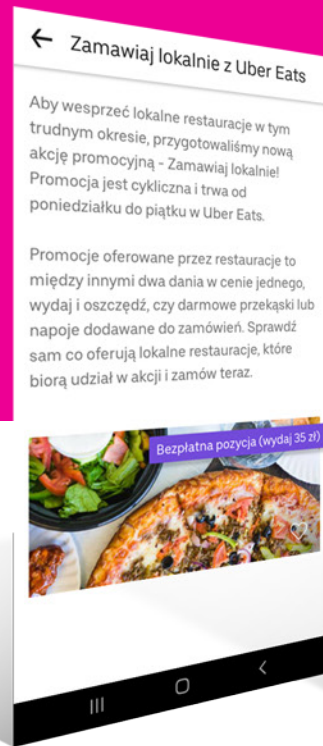 Zamawiaj lokalnie z Uber Eats
Aby wesprzeć lokalne restauracje w tym
trudnym okresie, przygotowaliśmy nową
akcję promocyjną - Zamawiaj lokalnie!
Promocja jest cykliczna i trwa od
poniedziałku do piątku w Uber Eats.
Promocje oferowane przez restauracje to
między innymi dwa dania w cenie jednego,
wydaj i oszczędź, czy darmowe przekąski lub
napoje dodawane do zamówień. Sprawdź
sam co oferują lokalne restauracje, które
biorą udział w akcji i zamów teraz.
Bezpłatna pozycja (wydaj 35 zł)